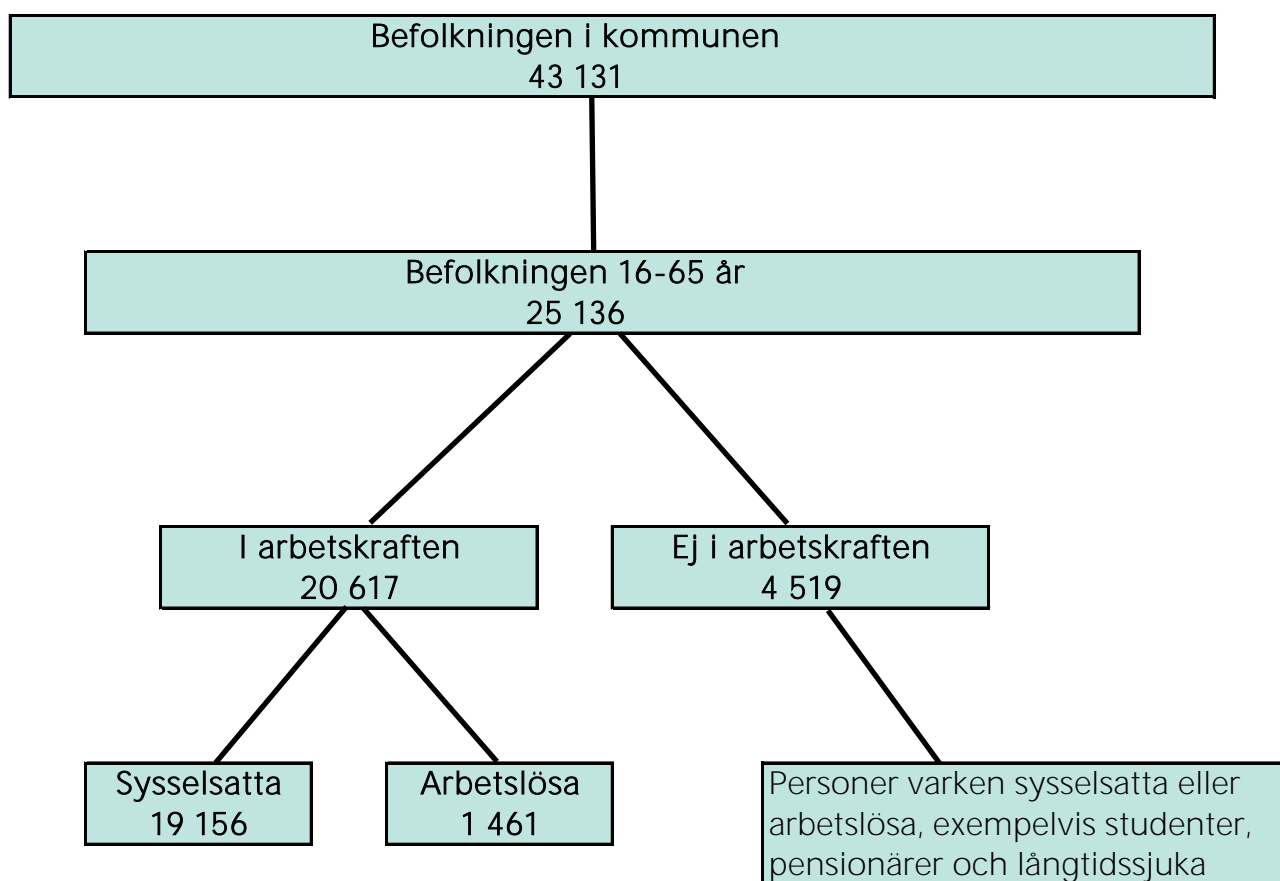 Befolkningen i kommunen
43 131
Befolkningen 16-65 år
25 136
I arbetskraften
20 617
Ej i arbetskraften
4 519
Sysselsatta
19 156
Arbetslösa
1 461
Personer varken sysselsatta eller
arbetslösa, exempelvis studenter,
pensionärer och långtidssjuka